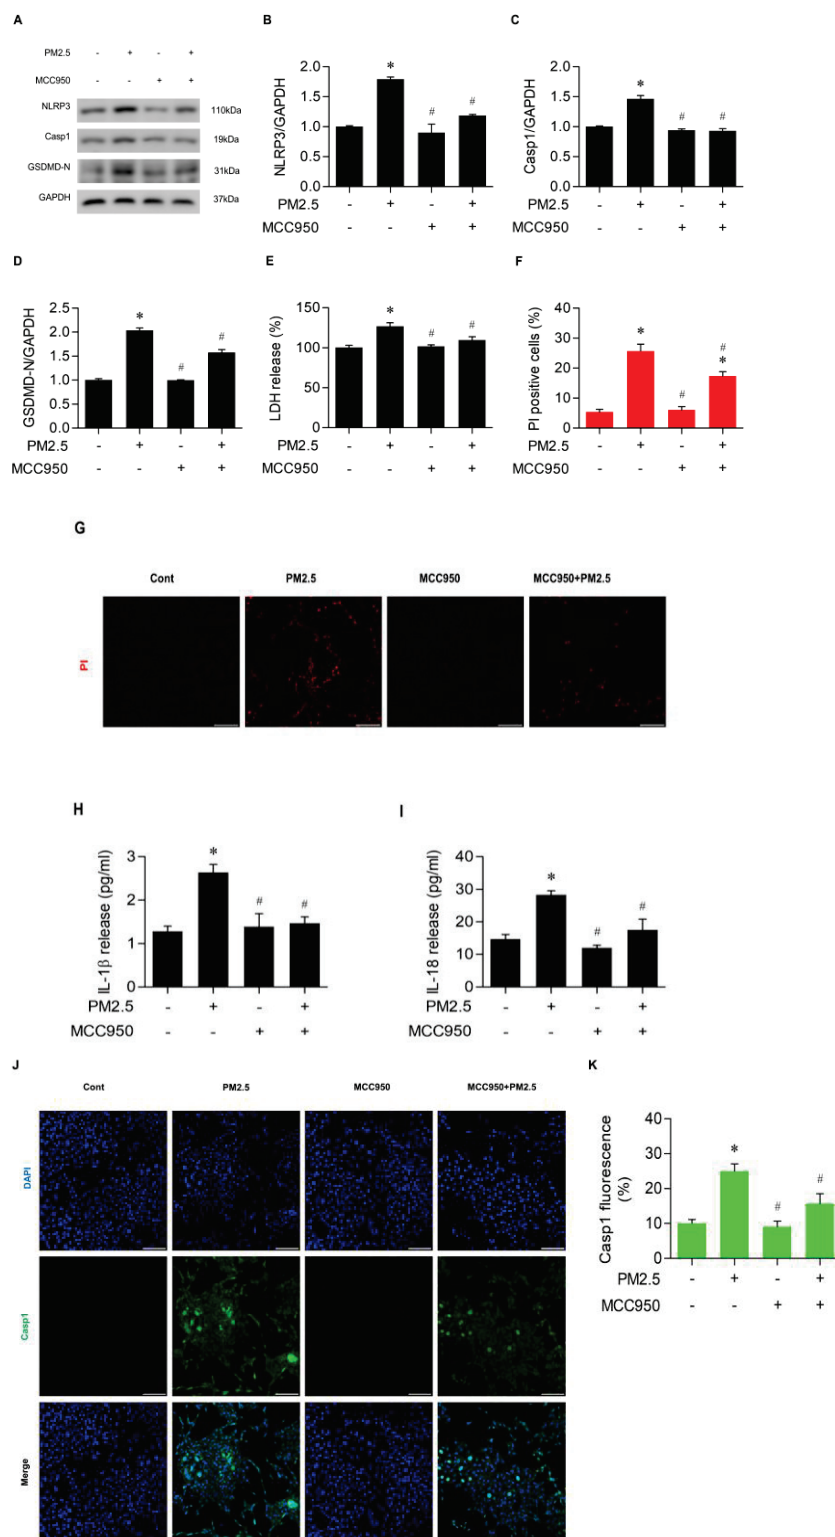 A
PM2.5 - + - +
MCC950 - - + +
NLRP3 110kDa
Casp1 19kDa
GSDMD-N 31kDa
GAPDH 37kDa
B
NLRP3/GAPDH
2.0
1.5
1.0
0.5
0.0
*
#
#
PM2.5 - + - +
MCC950 - - + +
C
Casp1/GAPDH
2.0
1.5
1.0
0.5
0.0
*
#
#
PM2.5 - + - +
MCC950 - - + +
D
GSDMD-N/GAPDH
2.5
2.0
1.5
1.0
0.5
0.0
*
#
#
PM2.5 - + - +
MCC950 - - + +
E
LDH release (%)
150
100
50
0
*
#
#
PM2.5 - + - +
MCC950 - - + +
F
PI positive cells (%)
40
30
20
10
0
*
#
#
*
PM2.5 - + - +
MCC950 - - + +
G
Cont PM2.5 MCC950 MCC950+PM2.5
PI
H
IL-1β release (pg/ml)
3
2
1
0
*
#
#
PM2.5 - + - +
MCC950 - - + +
I
IL-18 release (pg/ml)
40
30
20
10
0
*
#
#
PM2.5 - + - +
MCC950 - - + +
J
Cont PM2.5 MCC950 MCC950+PM2.5
DAPI
Casp1
Merge
K
Casp1 fluorescence
(%)
40
30
20
10
0
*
#
#
PM2.5 - + - +
MCC950 - - + +